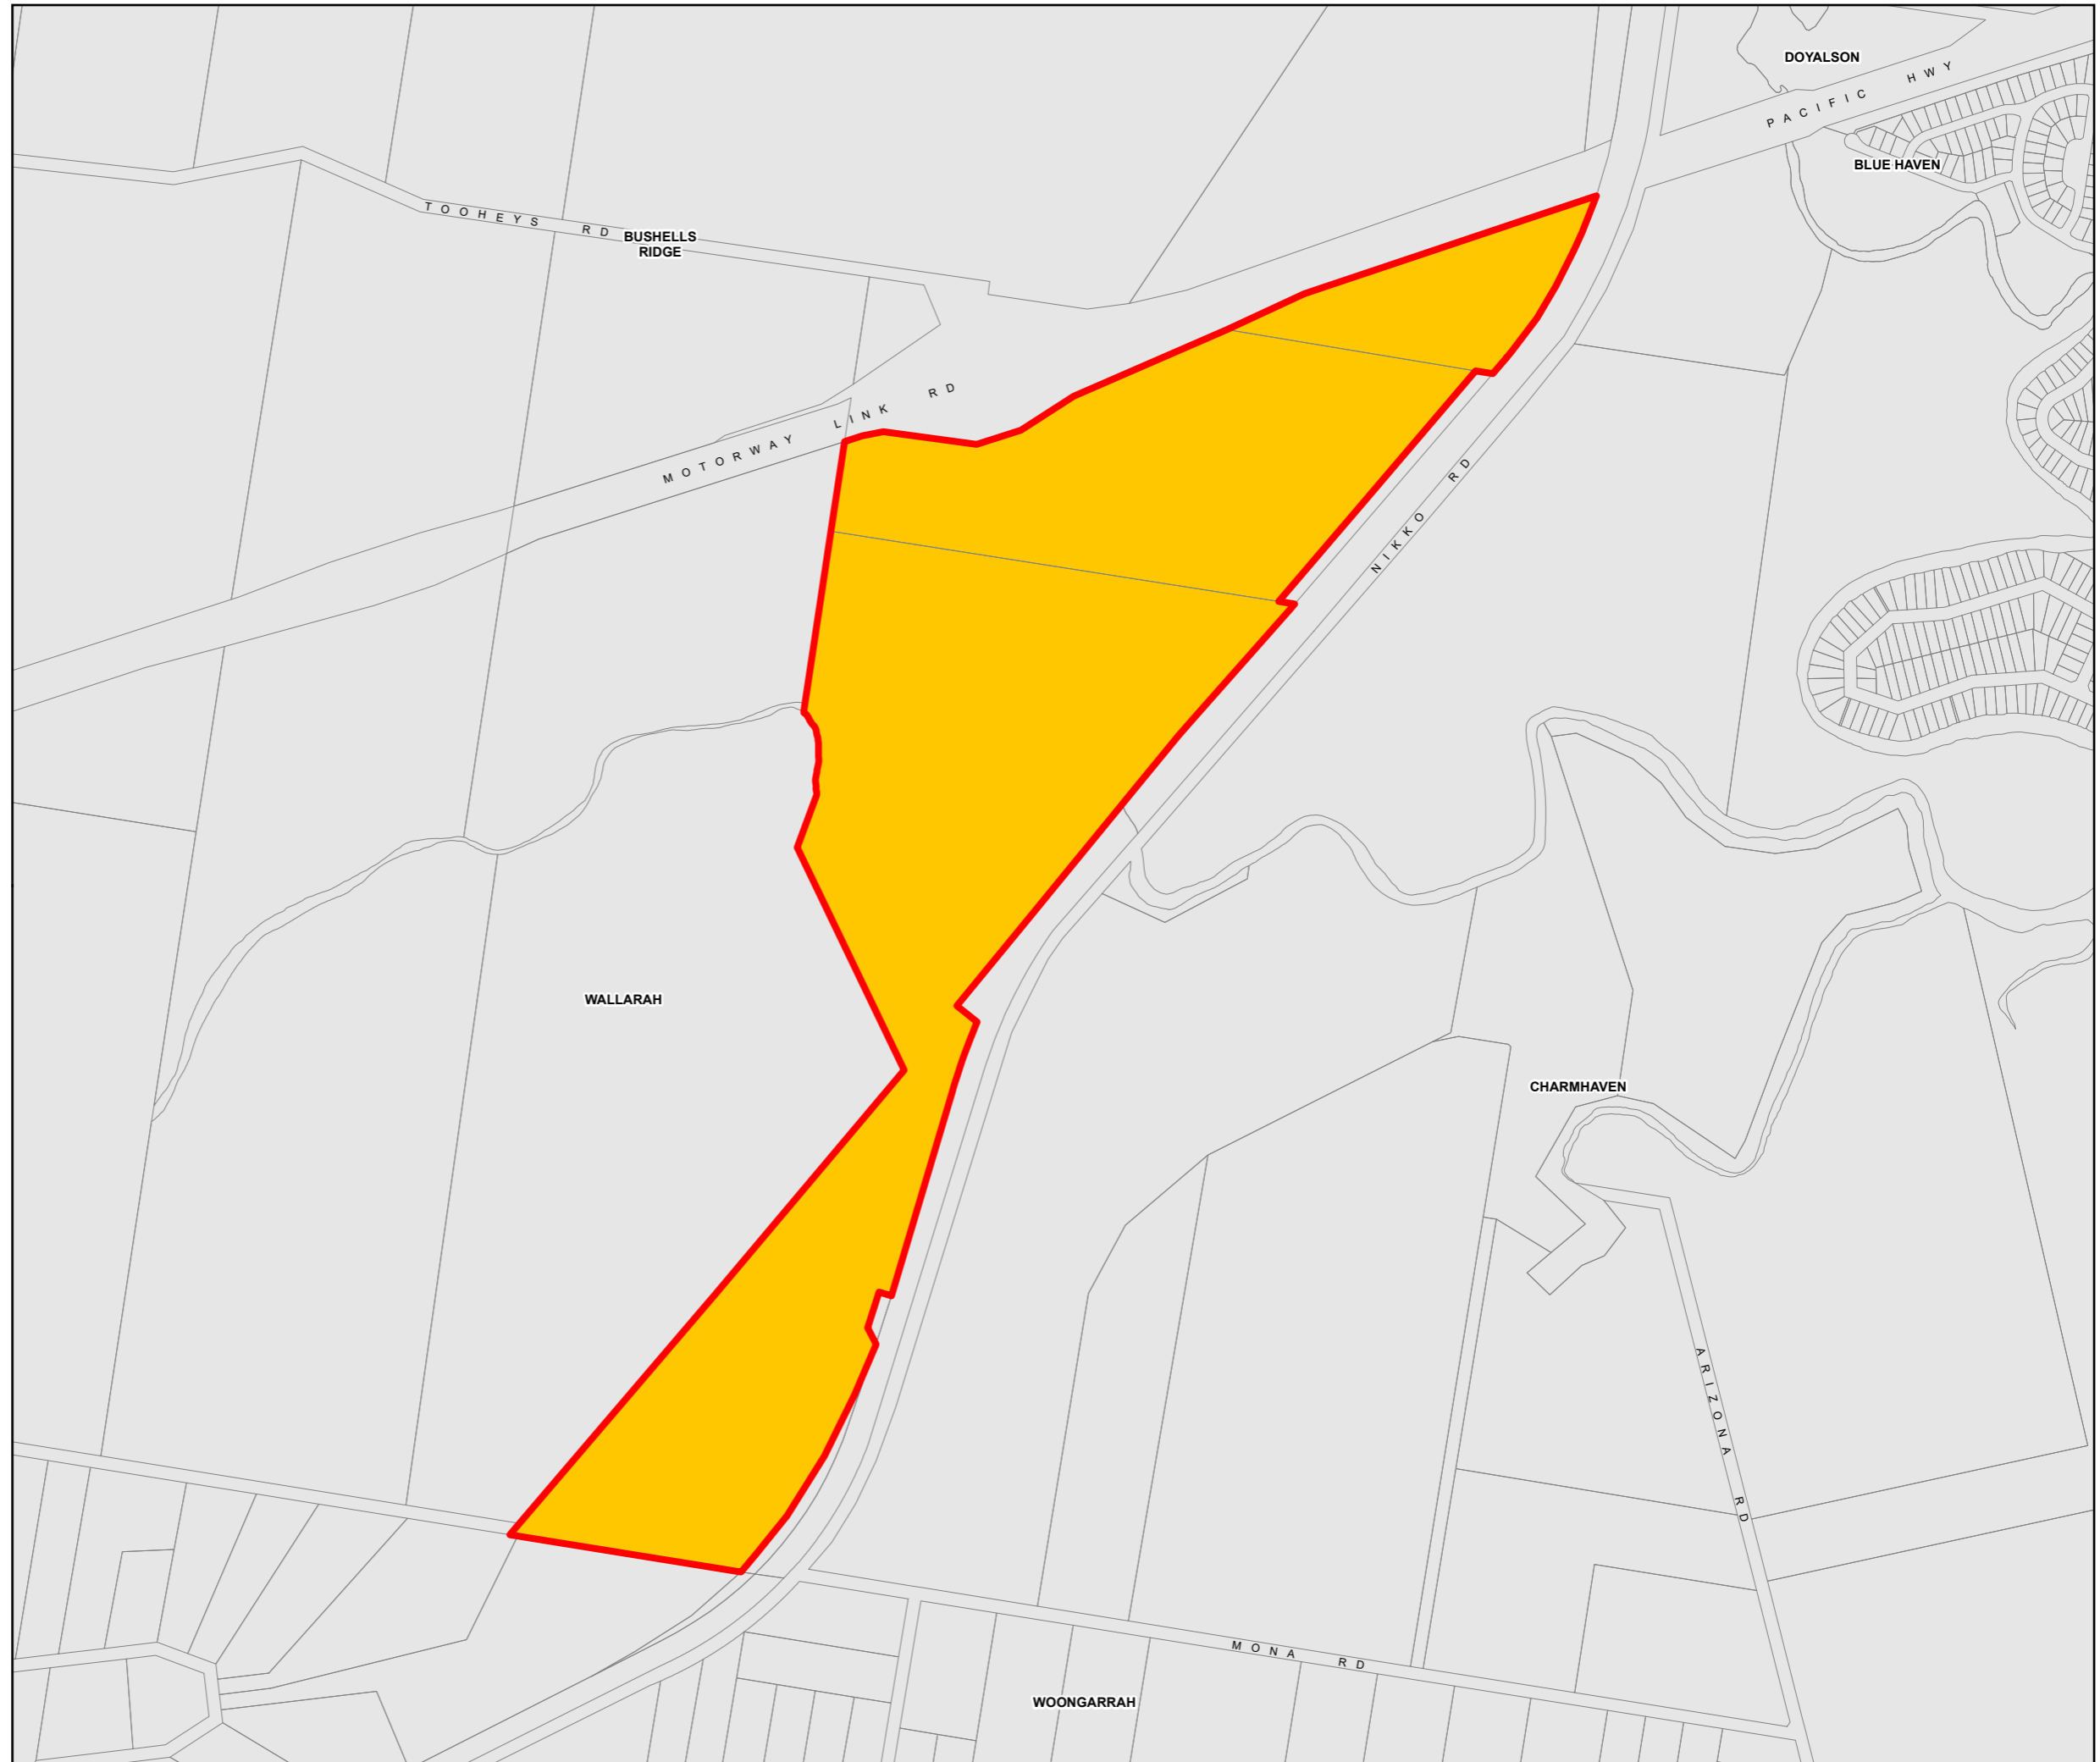 DOYALSON
PACIFIC HWY
BLUE HAVEN
TOOHEYS RD
BUSHELLS
RIDGE
MOTORWAY LINK RD
NIKKO RD
WALLARAH
CHARMHAVEN
ARIZONA RD
MONA RD
WOONGARRAH